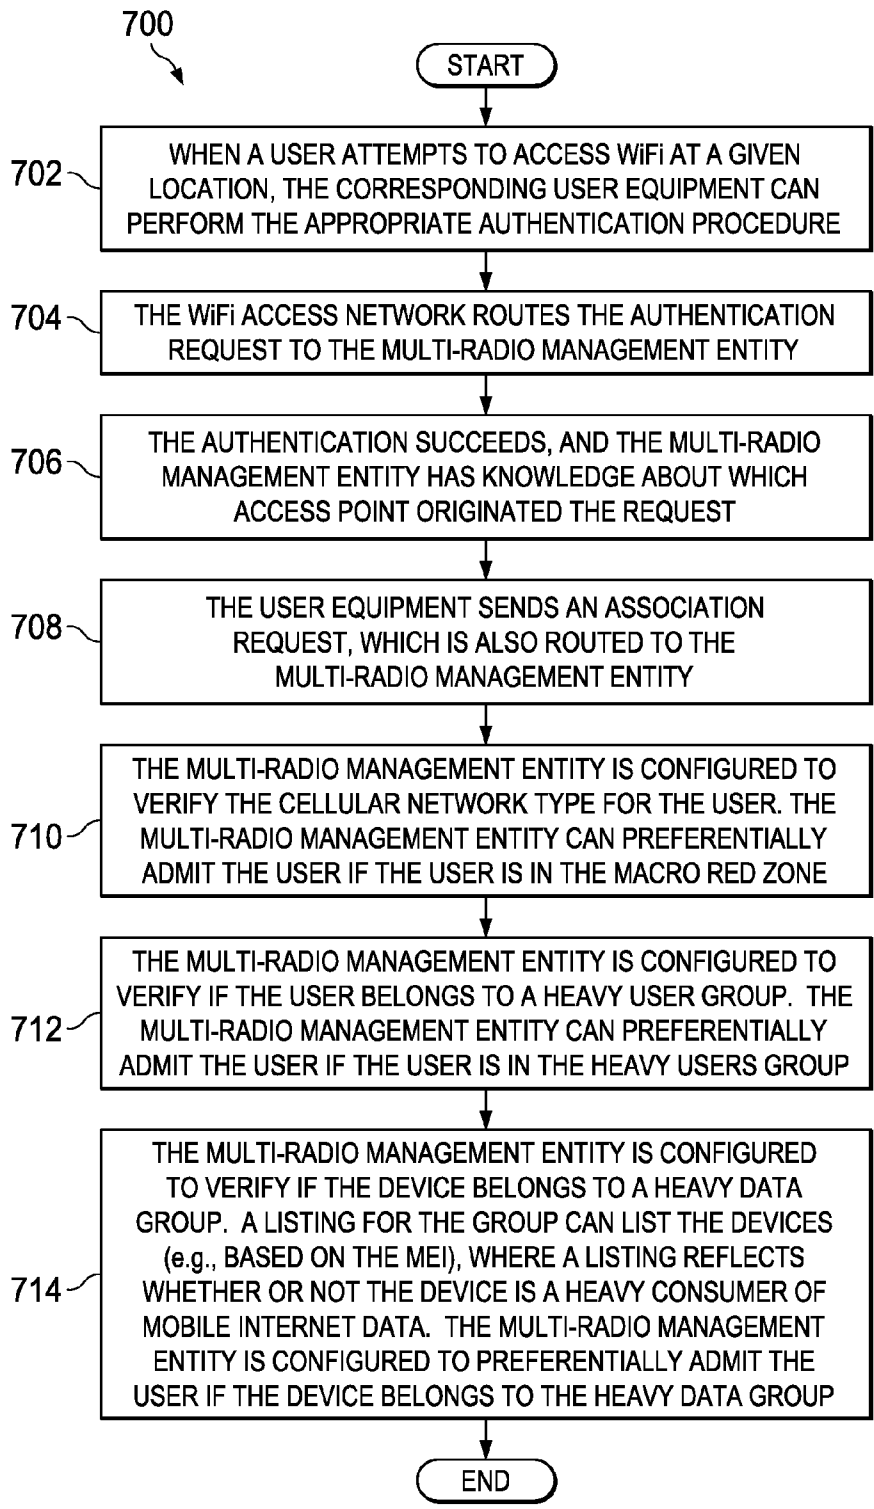 700
START
702
WHEN A USER ATTEMPTS TO ACCESS WiFi AT A GIVEN
LOCATION, THE CORRESPONDING USER EQUIPMENT CAN
PERFORM THE APPROPRIATE AUTHENTICATION PROCEDURE
704
THE WiFi ACCESS NETWORK ROUTES THE AUTHENTICATION
REQUEST TO THE MULTI-RADIO MANAGEMENT ENTITY
706
THE AUTHENTICATION SUCCEEDS, AND THE MULTI-RADIO
MANAGEMENT ENTITY HAS KNOWLEDGE ABOUT WHICH
ACCESS POINT ORIGINATED THE REQUEST
708
THE USER EQUIPMENT SENDS AN ASSOCIATION
REQUEST, WHICH IS ALSO ROUTED TO THE
MULTI-RADIO MANAGEMENT ENTITY
710
THE MULTI-RADIO MANAGEMENT ENTITY IS CONFIGURED TO
VERIFY THE CELLULAR NETWORK TYPE FOR THE USER. THE
MULTI-RADIO MANAGEMENT ENTITY CAN PREFERENTIALLY
ADMIT THE USER IF THE USER IS IN THE MACRO RED ZONE
712
THE MULTI-RADIO MANAGEMENT ENTITY IS CONFIGURED TO
VERIFY IF THE USER BELONGS TO A HEAVY USER GROUP. THE
MULTI-RADIO MANAGEMENT ENTITY CAN PREFERENTIALLY
ADMIT THE USER IF THE USER IS IN THE HEAVY USERS GROUP
714
THE MULTI-RADIO MANAGEMENT ENTITY IS CONFIGURED
TO VERIFY IF THE DEVICE BELONGS TO A HEAVY DATA
GROUP. A LISTING FOR THE GROUP CAN LIST THE DEVICES
(e.g., BASED ON THE MEI), WHERE A LISTING REFLECTS
WHETHER OR NOT THE DEVICE IS A HEAVY CONSUMER OF
MOBILE INTERNET DATA. THE MULTI-RADIO MANAGEMENT
ENTITY IS CONFIGURED TO PREFERENTIALLY ADMIT THE
USER IF THE DEVICE BELONGS TO THE HEAVY DATA GROUP
END